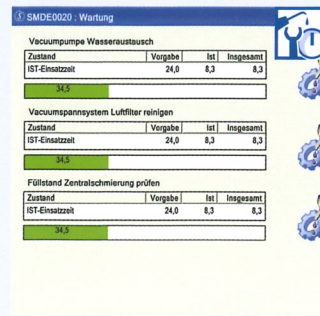 SMDE0020 : Wartung
Vacuumpumpe Wasseraustausch
Zustand Vorgabe Ist Insgesamt
IST-Einsatzzeit 24,0 8,3 8,3
34,5
Vacuumspannsystem Luftfilter reinigen
Zustand Vorgabe Ist Insgesamt
IST-Einsatzzeit 24,0 8,3 8,3
34,5
Füllstand Zentralschmierung prüfen
Zustand Vorgabe Ist Insgesamt
IST-Einsatzzeit 24,0 8,3 8,3
34,5